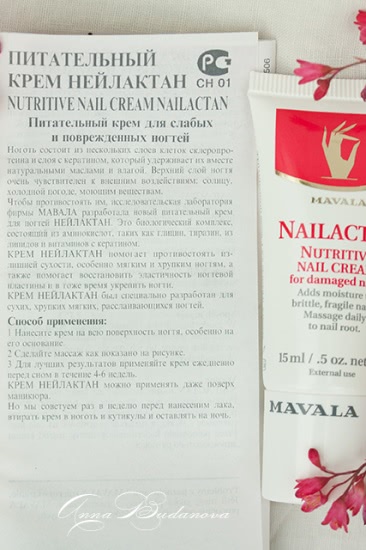 ПИТАТЕЛЬНЫЙ
КРЕМ НЕЙЛАКТАН
NUTRITIVE NAIL CREAM NAILACTAN
РС
СН 01
Питательный крем для слабых
и поврежденных ногтей
Ноготь состоит из нескольких слоев клеток склеропро-
теина и слоя с кератином, который удерживает их вместе
натуральными маслами и влагой. Верхний слой ногтя
очень чувствителен к внешним воздействиям: солнцу,
холодной погоде, моющим веществам.
Чтобы противостоять им, исследовательская лаборатория
фирмы МАВАЛА разработала новый питательный крем
для ногтей НЕЙЛАКТАН. Это биологический комплекс,
состоящий из аминокислот, таких как глицин, тирозин, из
липидов и витаминов с кератином.
КРЕМ НЕЙЛАКТАН помогает противостоять из-
лишней сухости, особенно мягким и хрупким ногтям, а
также помогает восстановить эластичность ногтевой
пластины и в тоже время укрепить ногти.
КРЕМ НЕЙЛАКТАН был специально разработан для
сухих, хрупких, мягких, расслаивающихся ногтей.
Способ применения:
1 Нанесите крем на всю поверхность ногтя, особенно на
его основание.
2 Сделайте массаж как показано на рисунке.
3 Для лучших результатов применяйте крем ежедневно
перед сном в течение 4-6 недель.
КРЕМ НЕЙЛАКТАН можно применять даже поверх
маникюра.
Но мы советуем раз в неделю перед нанесением лака,
втирать крем в ноготь и кутикулы и оставлять на ночь.
506
MAVALA
NAILACT
NUTRITIV
NAIL CREA
for damaged n
Adds moisture
brittle, fragile na
Massage daily
to nail root.
15 ml / .5 oz. net
External use
MAVALA
Anna Budanova